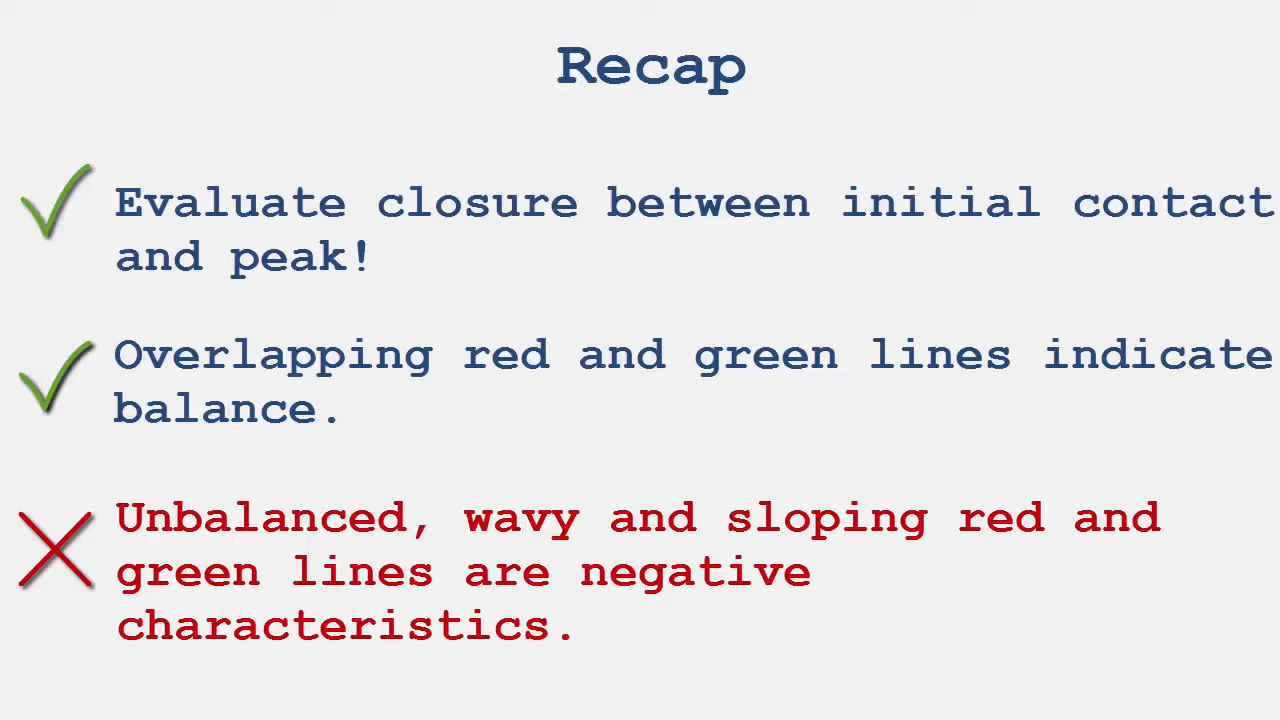 Recap
Evaluate closure between initial contact
and peak!
Overlapping red and green lines indicate
balance.
Unbalanced, wavy and sloping red and
green lines are negative
characteristics.